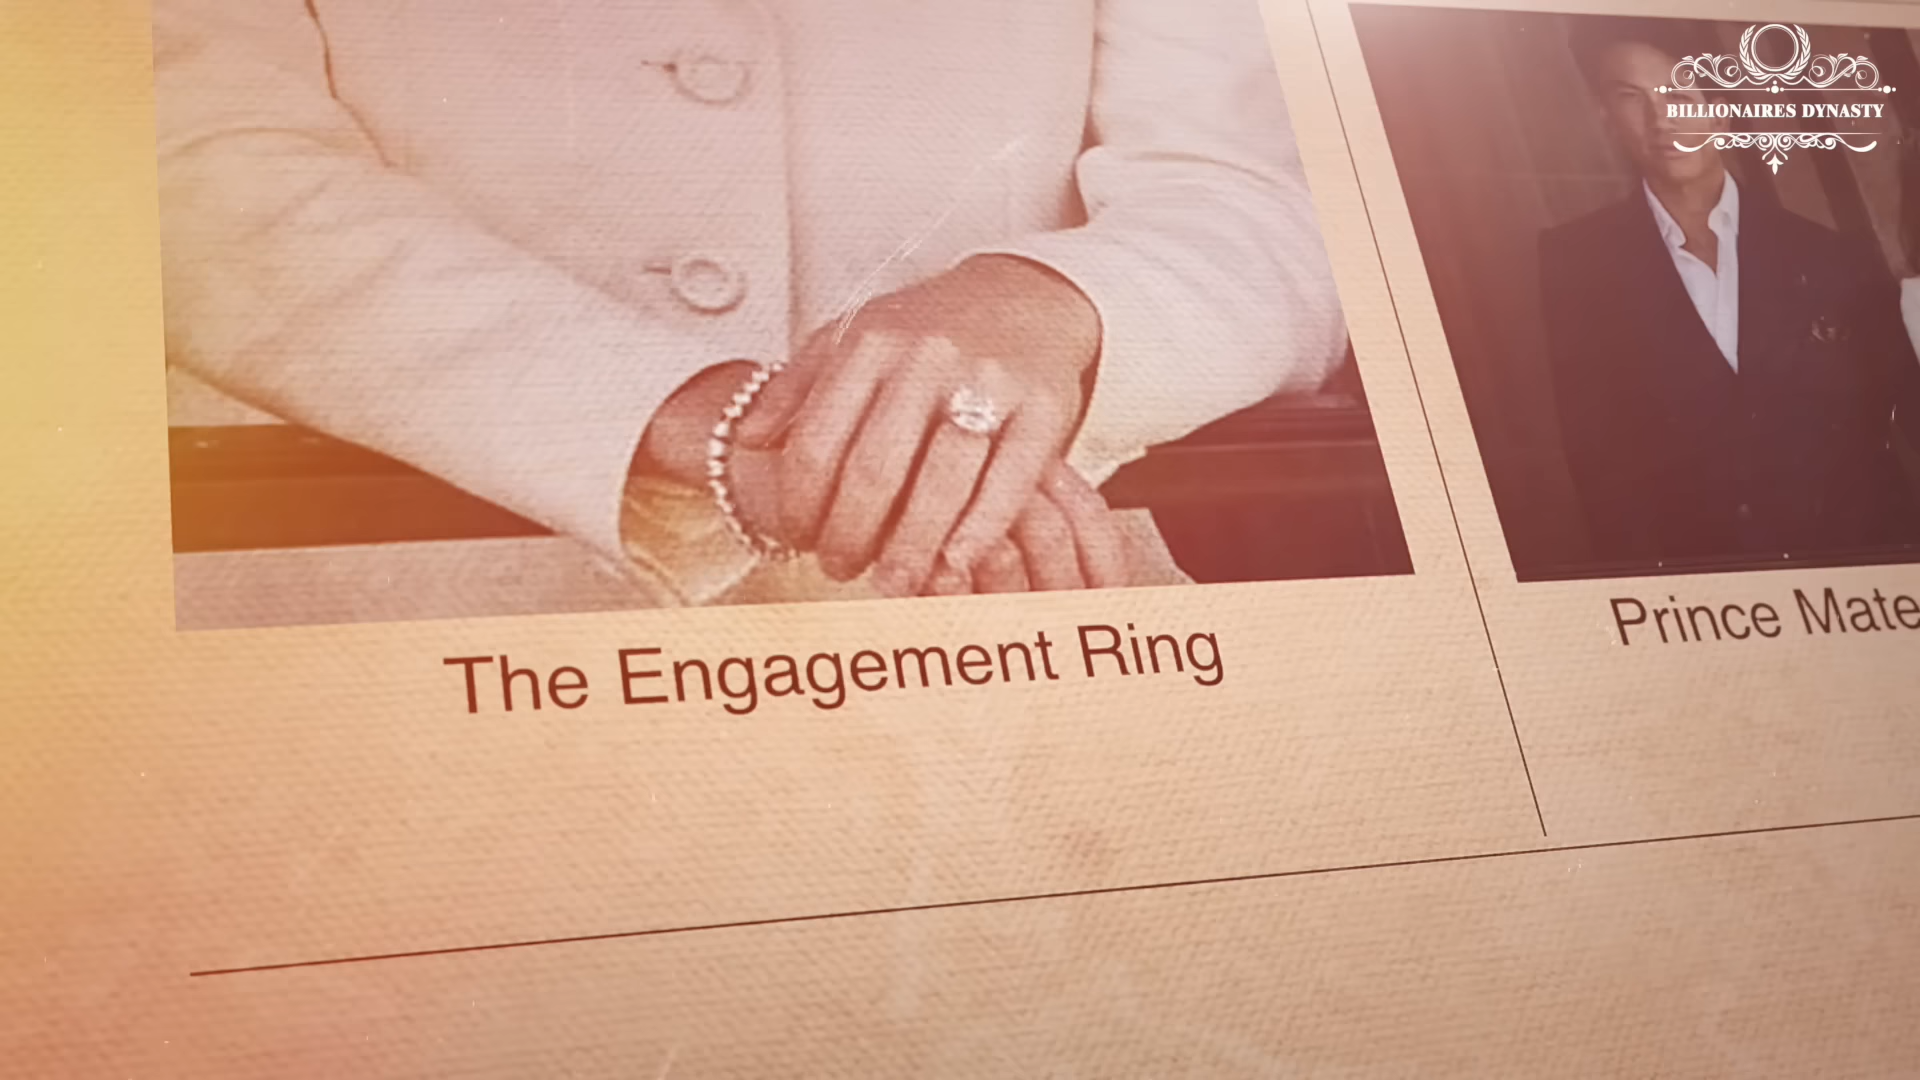 BILLIONAIRES DYNASTY
The Engagement Ring
Prince Mate